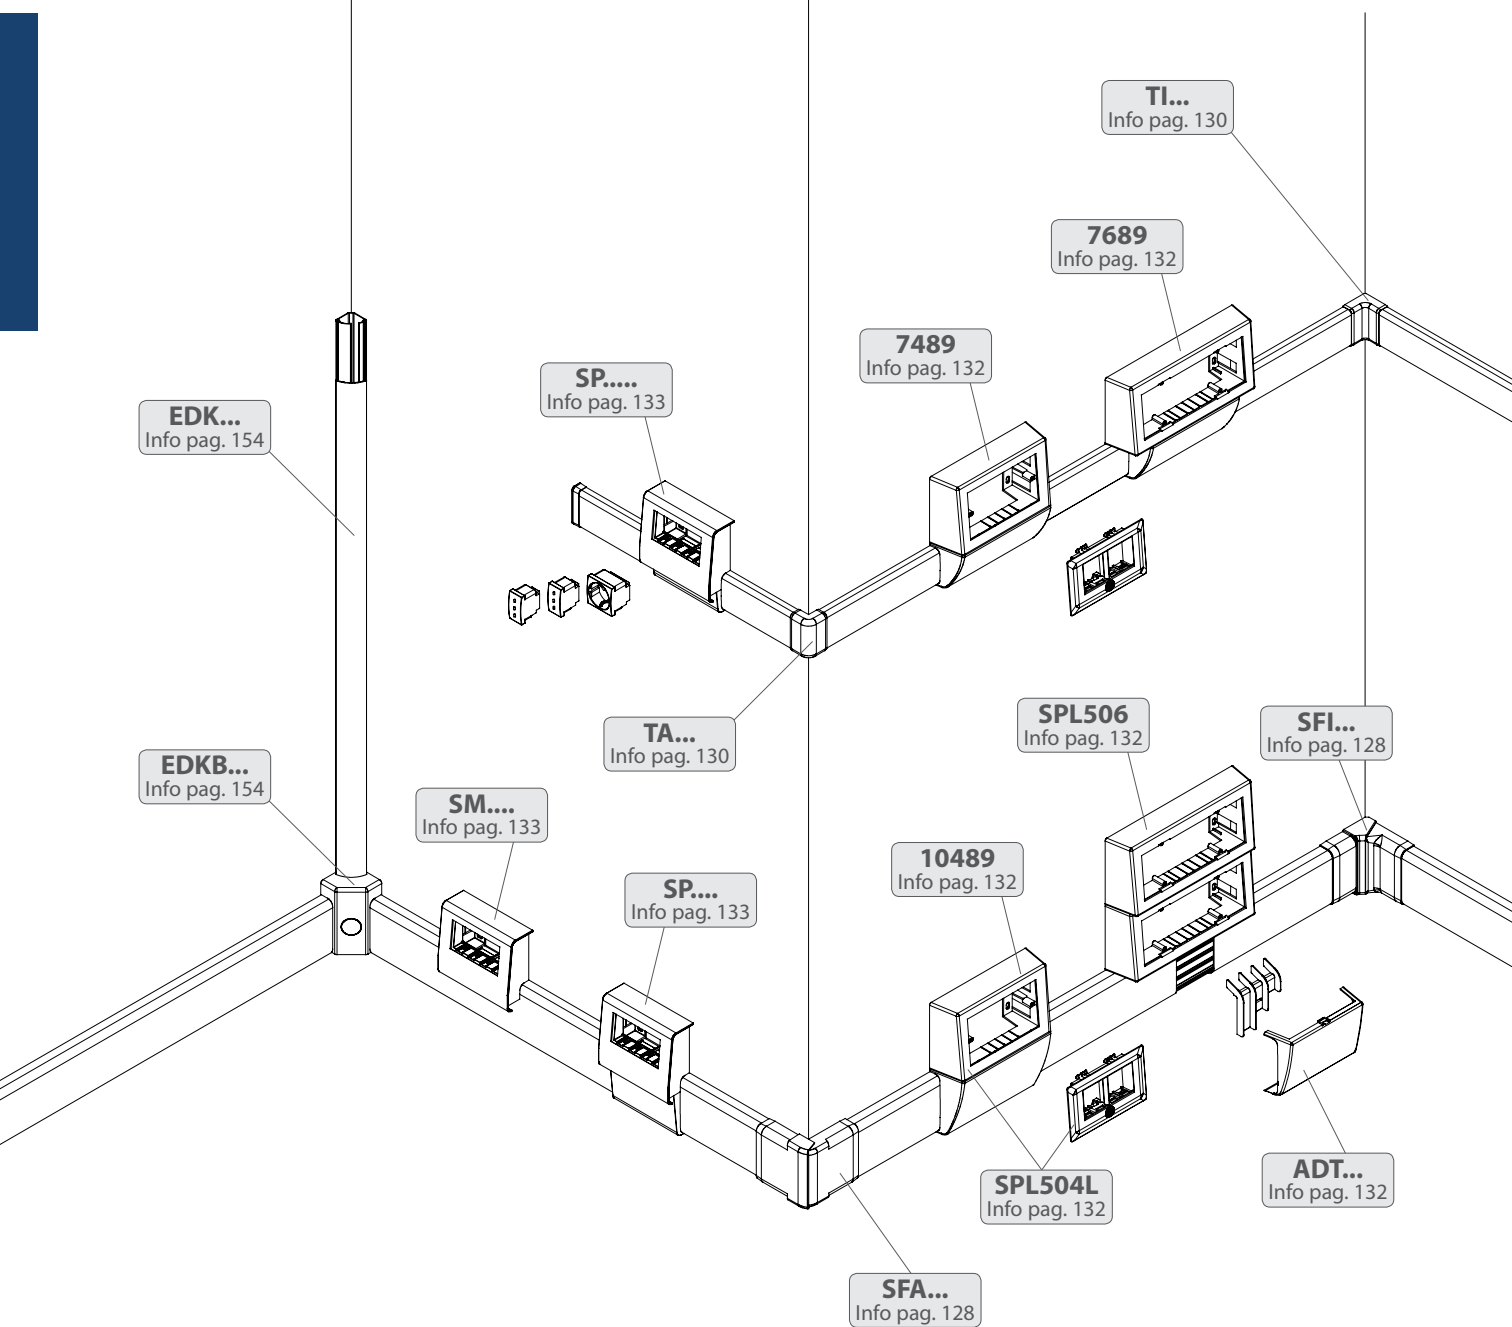 TI...
Info pag. 130
7689
Info pag. 132
7489
Info pag. 132
SP.....
Info pag. 133
EDK...
Info pag. 154
TA...
Info pag. 130
SPL506
Info pag. 132
SFI...
Info pag. 128
EDKB...
Info pag. 154
SM....
Info pag. 133
10489
Info pag. 132
SP....
Info pag. 133
ADT...
Info pag. 132
SPL504L
Info pag. 132
SFA...
Info pag. 128